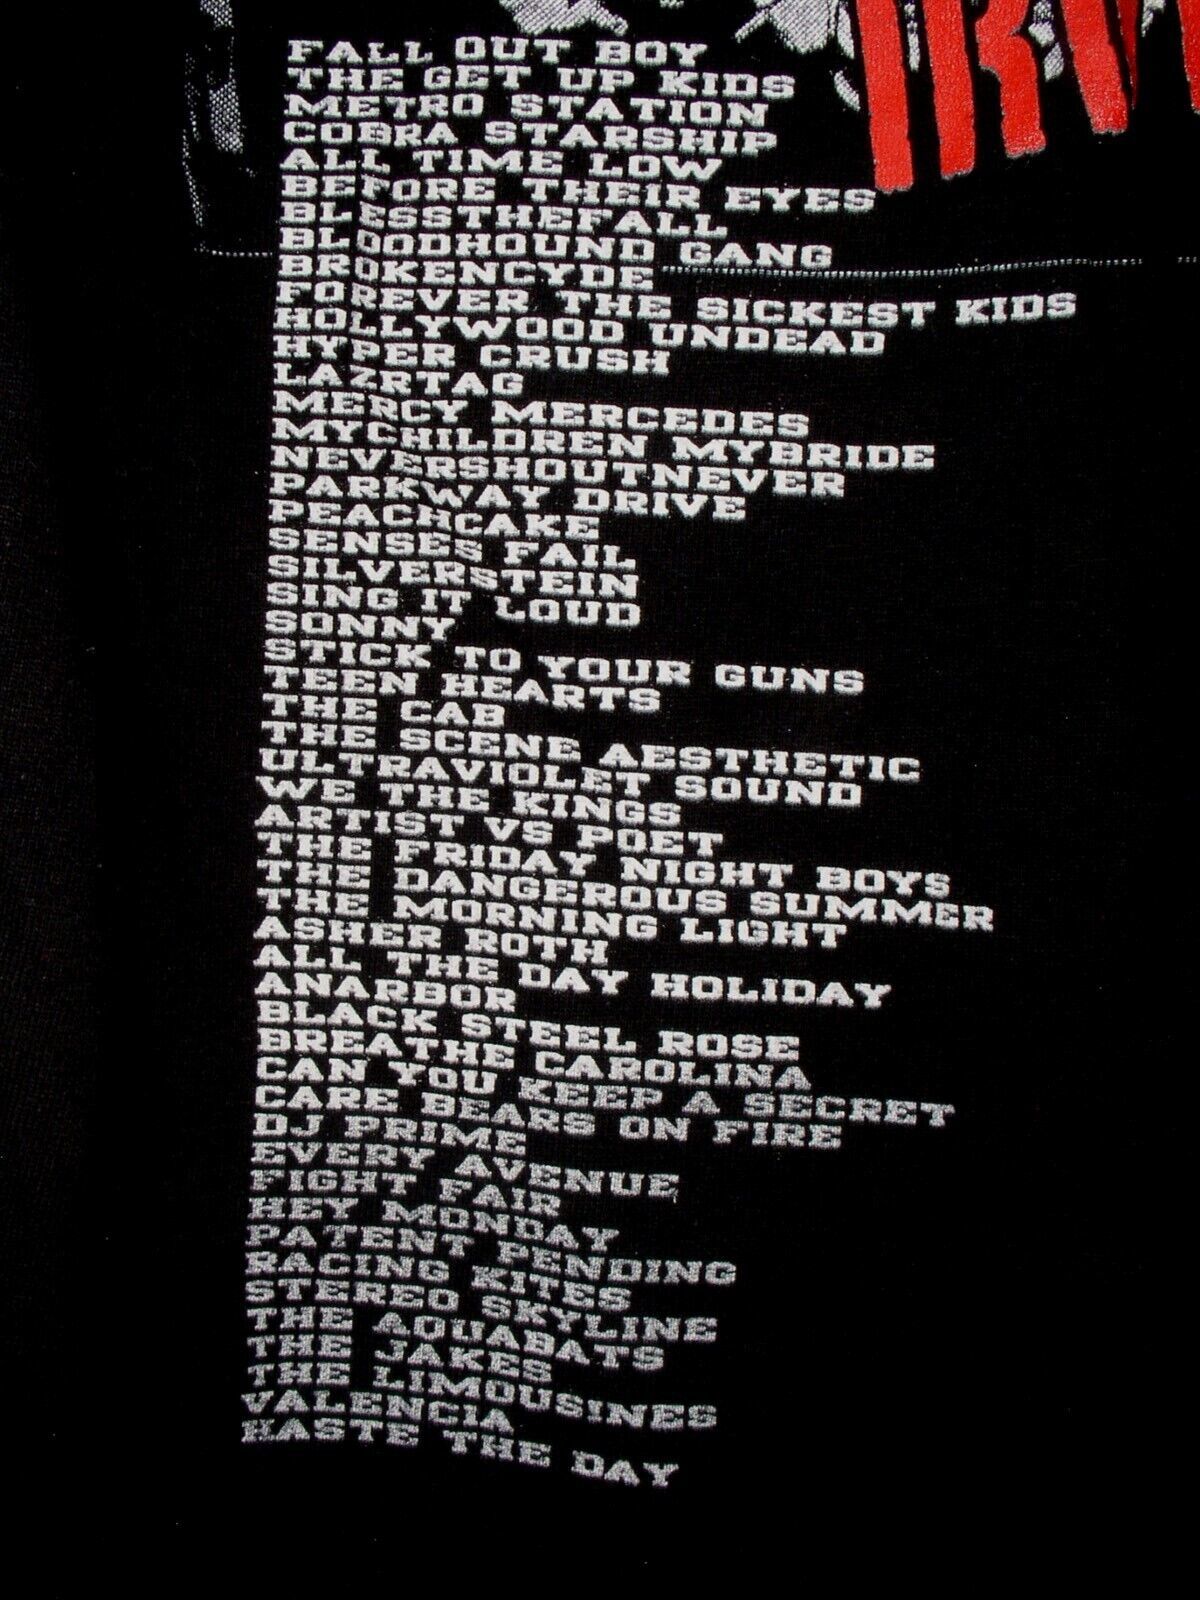 FALL OUT BOY
THE GET UP KIDS
METRO STATION
COBRA STARSHIP
ALL TIME LOW
BEFORE THEIR EYES
BLESSTHEFALL
BLOODHOUND GANG
BROKENCYDE
FOREVER THE SICKEST KIDS
HOLLYWOOD UNDEAD
HYPER CRUSH
LAZRTAG
MERCY MERCEDES
MYCHILDREN MYBRIDE
NEVERSHOUTNEVER
PARKWAY DRIVE
PEACHCAKE
SENSES FAIL
SILVERSTEIN
SING IT LOUD
SONNY
STICK TO YOUR GUNS
TEEN HEARTS
THE CAB
THE SCENE AESTHETIC
ULTRAVIOLET SOUND
WE THE KINGS
ARTIST VS POET
THE FRIDAY NIGHT BOYS
THE DANGEROUS SUMMER
THE MORNING LIGHT
ASHER ROTH
ALL THE DAY HOLIDAY
ANARBOR
BLACK STEEL ROSE
BREATHE CAROLINA
CAN YOU KEEP A SECRET
CARE BEARS ON FIRE
DJ PRIME
EVERY AVENUE
FIGHT FAIR
HEY MONDAY
PATENT PENDING
RACING KITES
STEREO SKYLINE
THE AQUABATS
THE JAKES
THE LIMOUSINES
VALENCIA
HASTE THE DAY